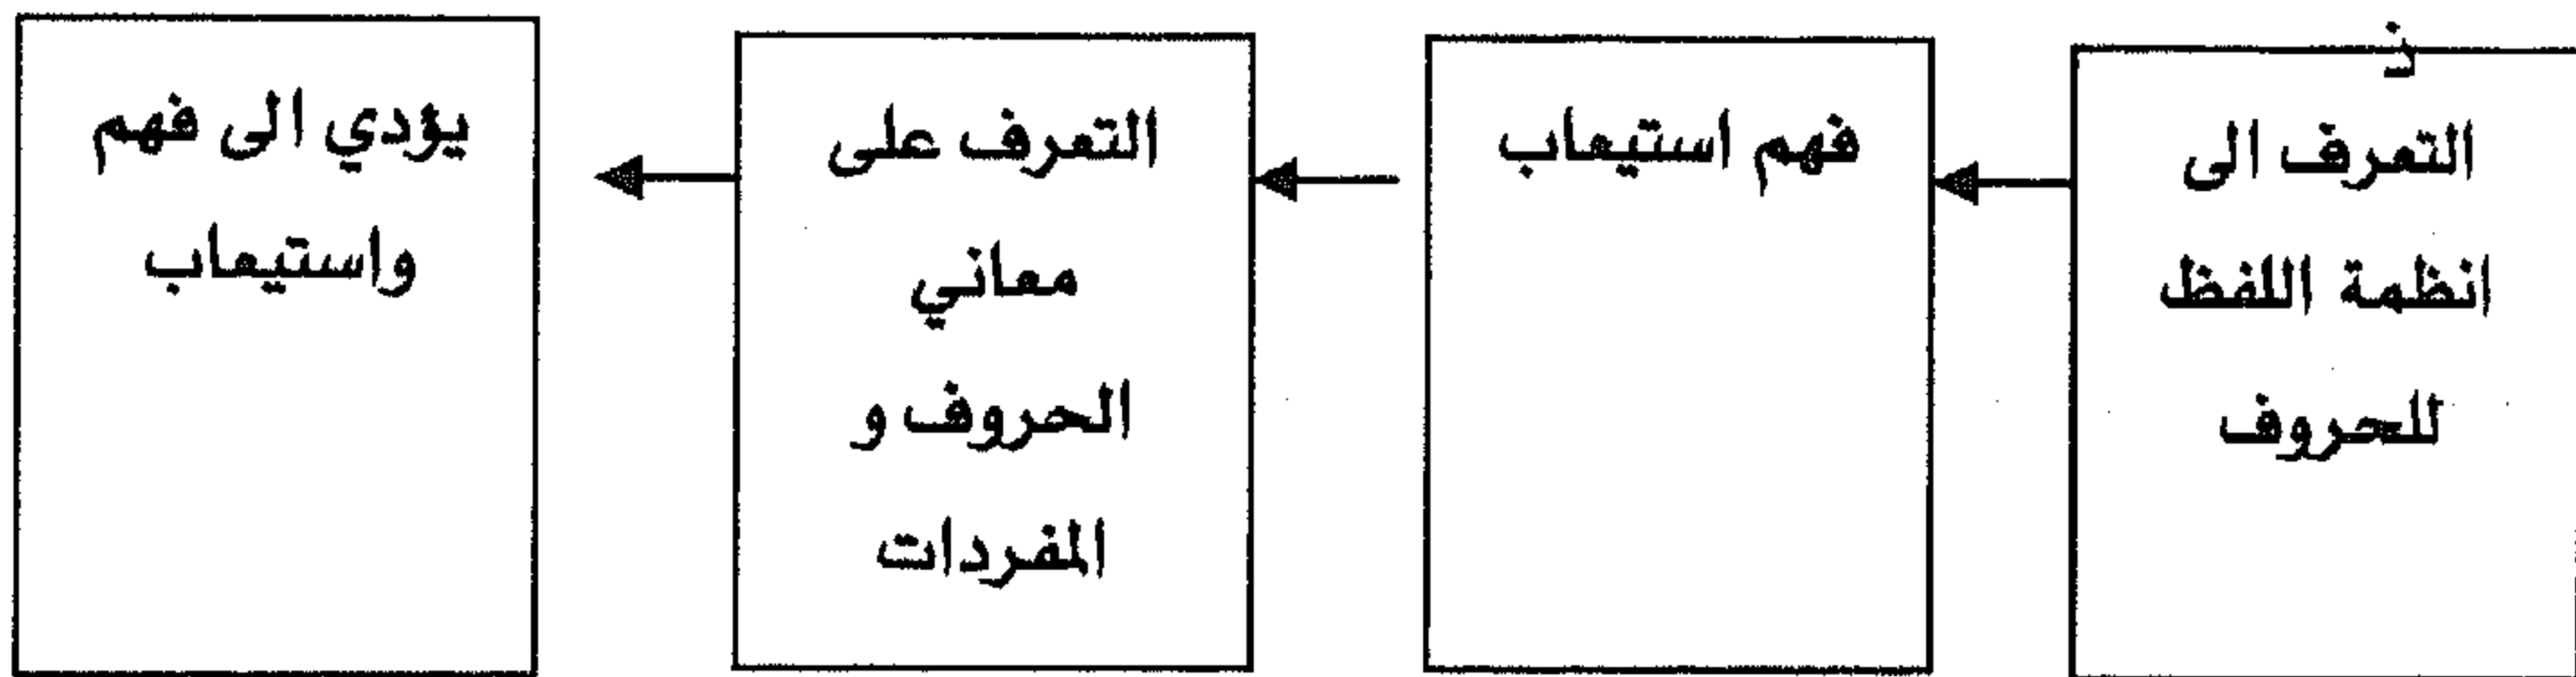 ذ
التعرف الى
انظمة اللفظ
للحروف
فهم استيعاب
التعرف على
معاني
الحروف و
المفردات
يؤدي الى فهم
واستيعاب